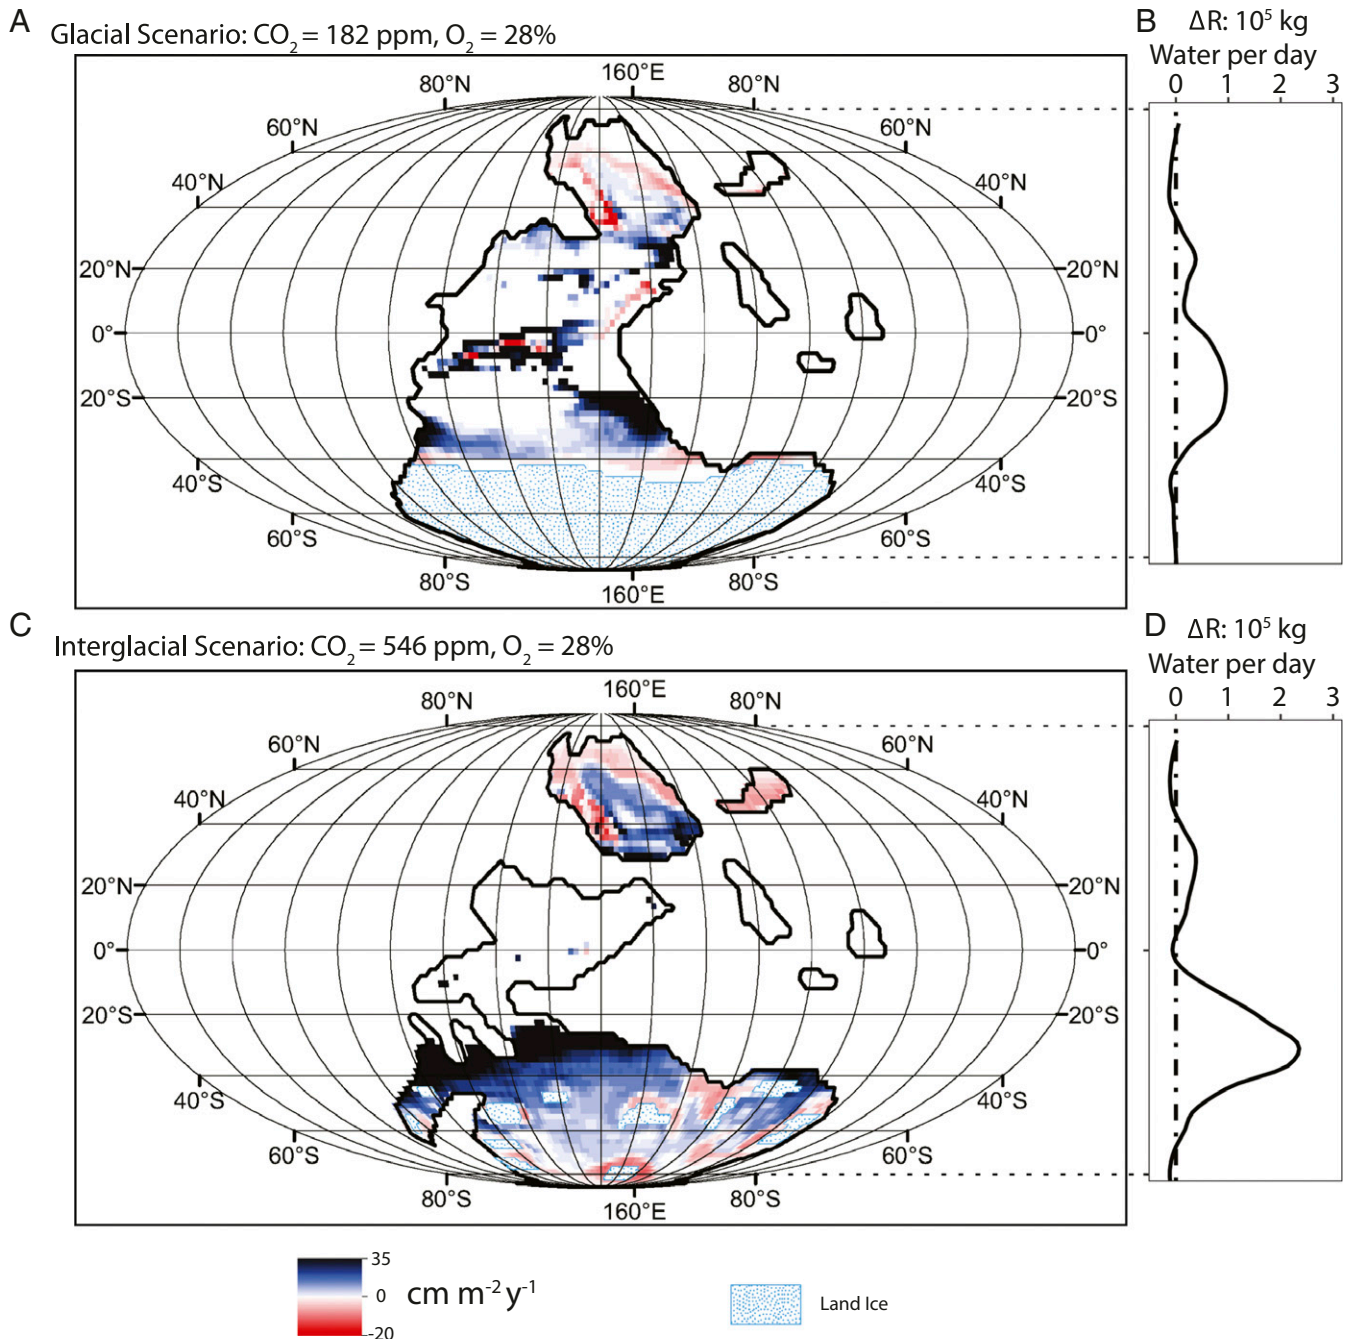 A Glacial Scenario: CO₂ = 182 ppm, O₂ = 28%
B ΔR: 10⁵ kg
Water per day
0 1 2 3
160°E
80°N 80°N
60°N 60°N
40°N 40°N
20°N 20°N
0° 0°
20°S 20°S
40°S 40°S
60°S 60°S
80°S 80°S
160°E
C Interglacial Scenario: CO₂ = 546 ppm, O₂ = 28%
D ΔR: 10⁵ kg
Water per day
0 1 2 3
160°E
80°N 80°N
60°N 60°N
40°N 40°N
20°N 20°N
0° 0°
20°S 20°S
40°S 40°S
60°S 60°S
80°S 80°S
160°E
35
0
-20
cm m⁻² y⁻¹
Land Ice